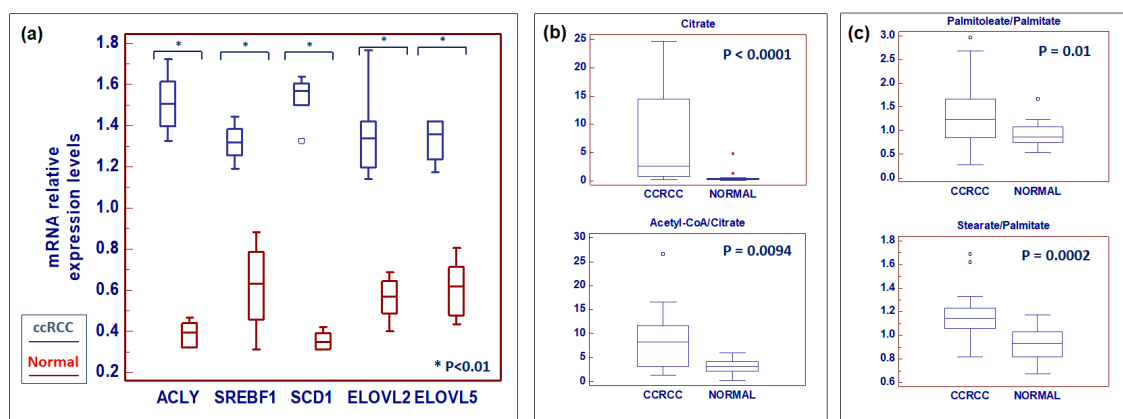 (a)
mRNA relative
expression levels
1.8
1.6
1.4
1.2
1.0
0.8
0.6
0.4
0.2
* * * * *
* P<0.01
ccRCC
Normal
ACLY SREBF1 SCD1 ELOVL2 ELOVL5
(b)
Citrate
P < 0.0001
25
20
15
10
5
0
CCRCC NORMAL
Acetyl-CoA/Citrate
P = 0.0094
30
25
20
15
10
5
0
CCRCC NORMAL
(c)
Palmitoleate/Palmitate
P = 0.01
3.0
2.5
2.0
1.5
1.0
0.5
0.0
CCRCC NORMAL
Stearate/Palmitate
P = 0.0002
1.8
1.6
1.4
1.2
1.0
0.8
0.6
CCRCC NORMAL